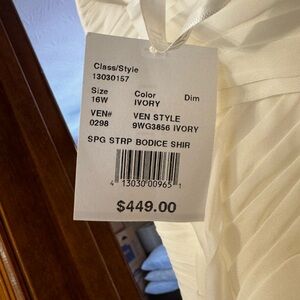 Class/Style
13030157
Size Color Dim
16W IVORY
VEN# VEN STYLE
0298 9WG3856 IVORY
SPG STRP BODICE SHIR
4 13030 00965 1
$449.00